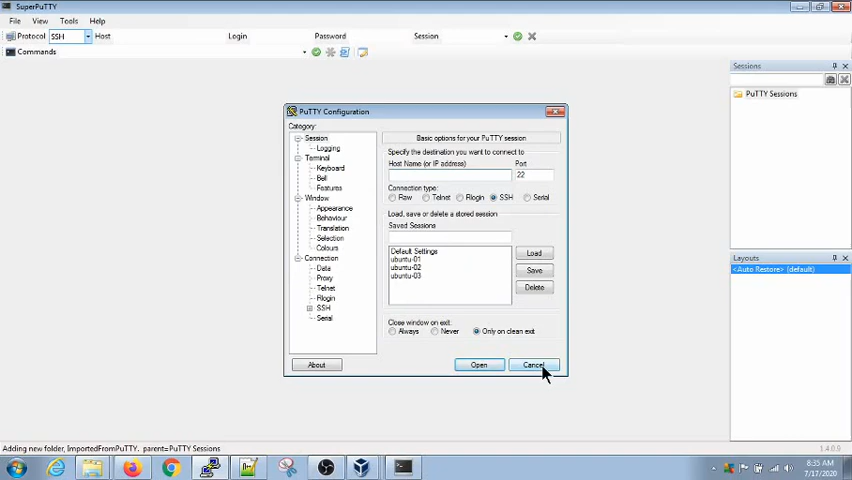 SuperPuTTY
File View Tools Help
Protocol SSH Host Login Password Session
Commands
Sessions
PuTTY Sessions
PuTTY Configuration
Category:
Session
Logging
Terminal
Keyboard
Bell
Features
Window
Appearance
Behaviour
Translation
Selection
Colours
Connection
Data
Proxy
Telnet
Rlogin
SSH
Serial
Basic options for your PuTTY session
Specify the destination you want to connect to
Host Name (or IP address) Port
22
Connection type:
Raw Telnet Rlogin SSH Serial
Load, save or delete a stored session
Saved Sessions
Default Settings
ubuntu-01
ubuntu-02
ubuntu-03
Load
Save
Delete
Close window on exit:
Always Never Only on clean exit
About Open Cancel
Layouts
<Auto Restore> (default)
Adding new folder, ImportedFromPuTTY. parent=PuTTY Sessions 1.4.0.9
8:35 AM
7/17/2020